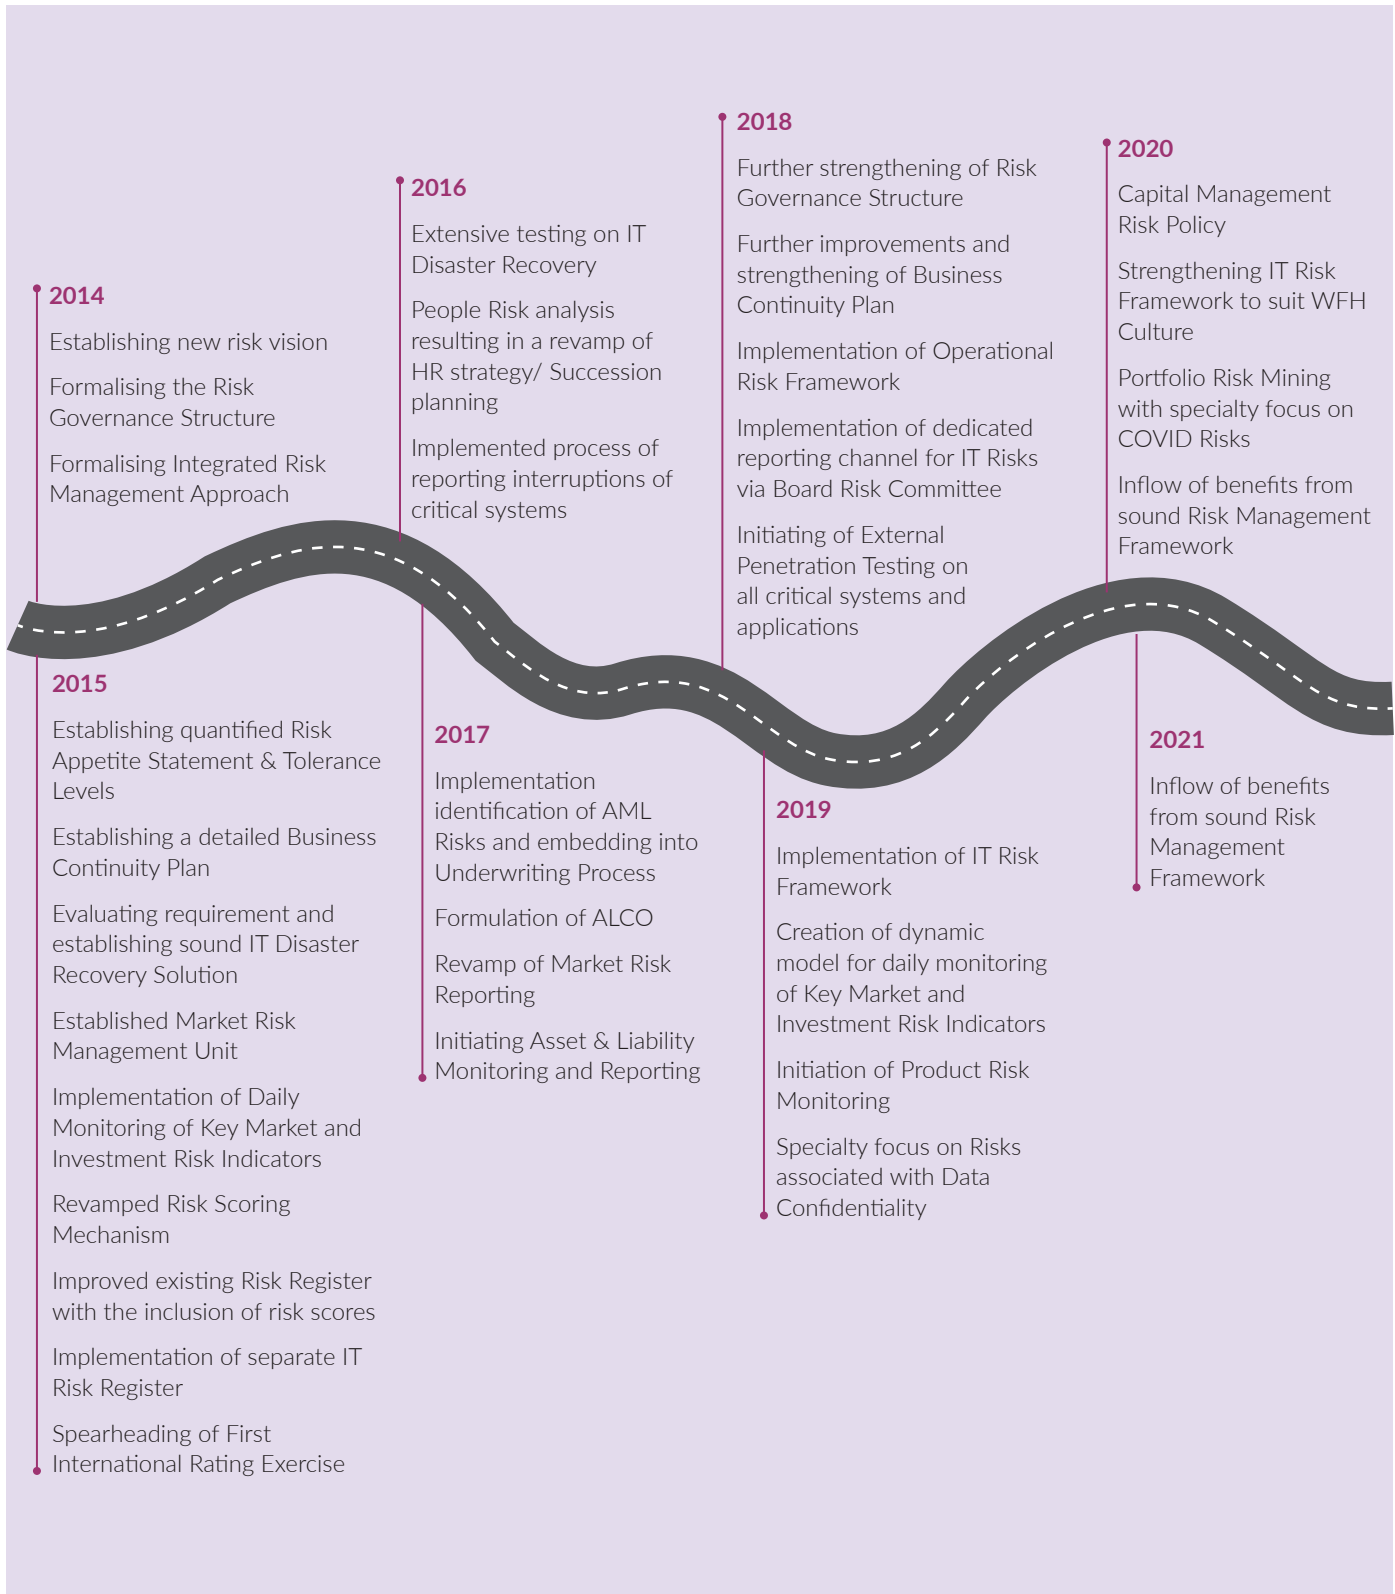 2014
Establishing new risk vision
Formalising the Risk
Governance Structure
Formalising Integrated Risk
Management Approach
2015
Establishing quantified Risk
Appetite Statement & Tolerance
Levels
Establishing a detailed Business
Continuity Plan
Evaluating requirement and
establishing sound IT Disaster
Recovery Solution
Established Market Risk
Management Unit
Implementation of Daily
Monitoring of Key Market and
Investment Risk Indicators
Revamped Risk Scoring
Mechanism
Improved existing Risk Register
with the inclusion of risk scores
Implementation of separate IT
Risk Register
Spearheading of First
International Rating Exercise
2016
Extensive testing on IT
Disaster Recovery
People Risk analysis
resulting in a revamp of
HR strategy/ Succession
planning
Implemented process of
reporting interruptions of
critical systems
2017
Implementation
identification of AML
Risks and embedding into
Underwriting Process
Formulation of ALCO
Revamp of Market Risk
Reporting
Initiating Asset & Liability
Monitoring and Reporting
2018
Further strengthening of Risk
Governance Structure
Further improvements and
strengthening of Business
Continuity Plan
Implementation of Operational
Risk Framework
Implementation of dedicated
reporting channel for IT Risks
via Board Risk Committee
Initiating of External
Penetration Testing on
all critical systems and
applications
2019
Implementation of IT Risk
Framework
Creation of dynamic
model for daily monitoring
of Key Market and
Investment Risk Indicators
Initiation of Product Risk
Monitoring
Specialty focus on Risks
associated with Data
Confidentiality
2020
Capital Management
Risk Policy
Strengthening IT Risk
Framework to suit WFH
Culture
Portfolio Risk Mining
with specialty focus on
COVID Risks
Inflow of benefits from
sound Risk Management
Framework
2021
Inflow of benefits
from sound Risk
Management
Framework